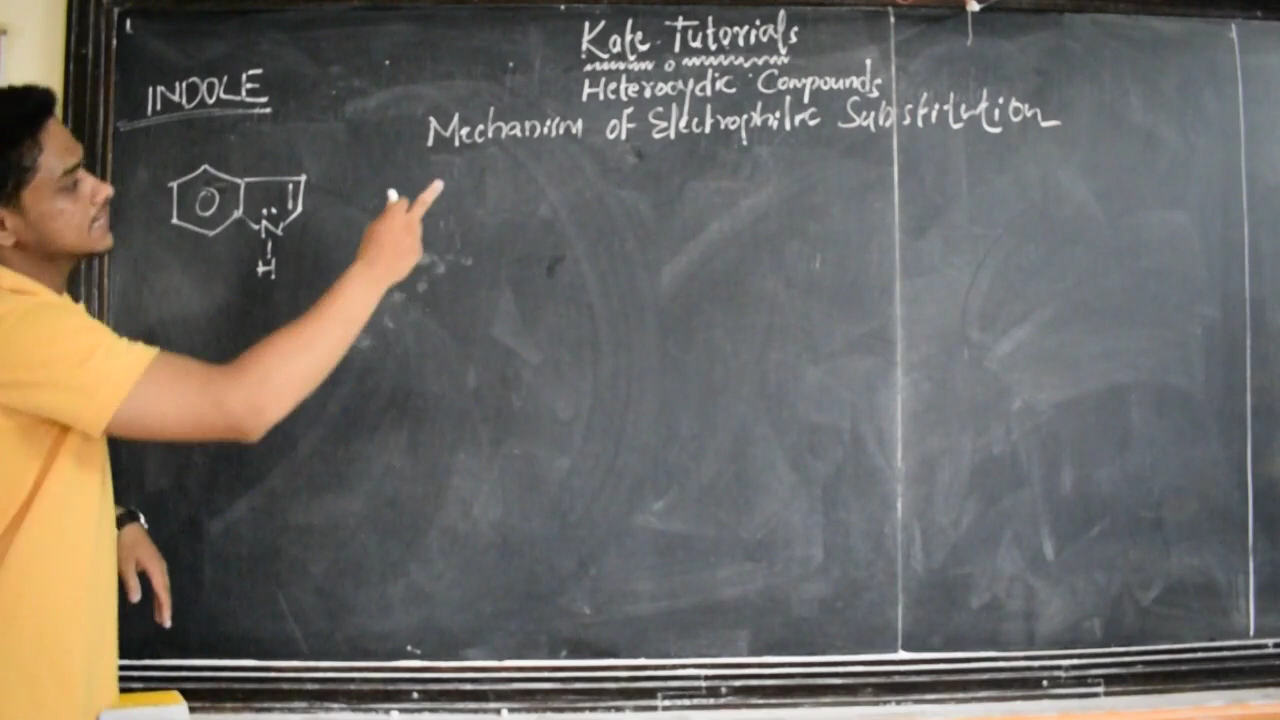 Kate Tutorials
INDOLE
Heterocyclic Compounds
Mechanism of Electrophilic Substitution
N
H